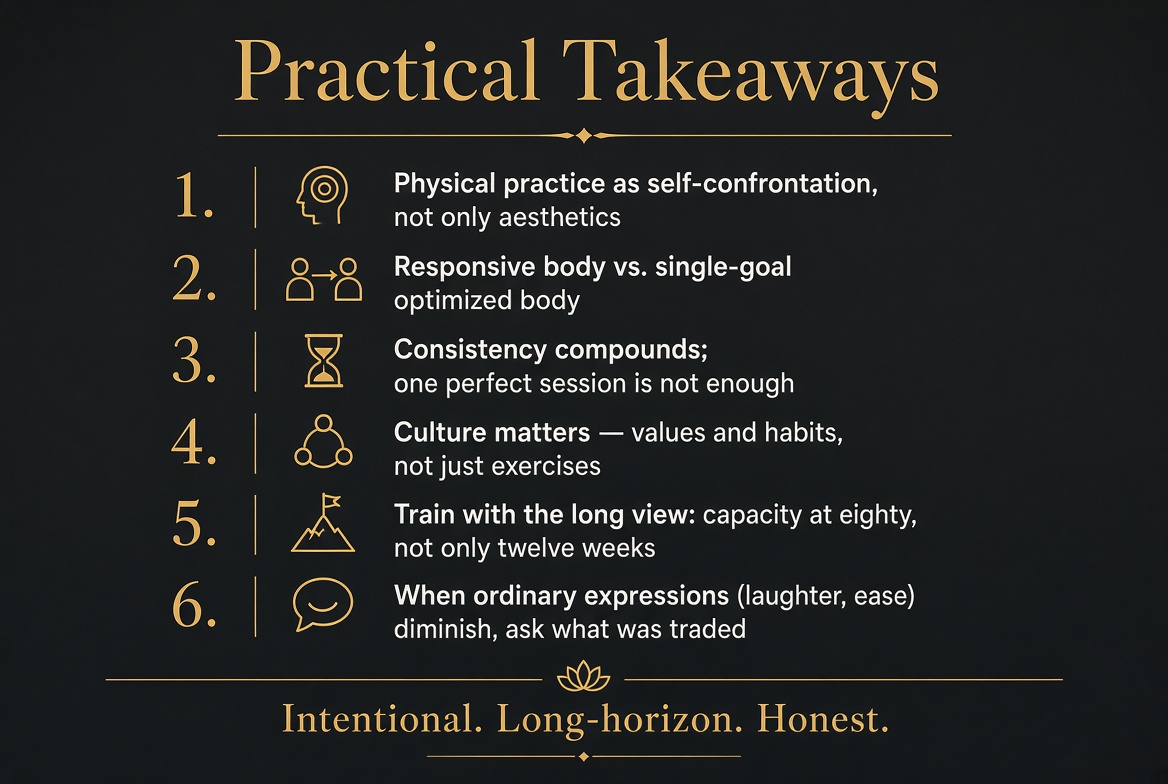 Practical Takeaways
1.
Physical practice as self-confrontation,
not only aesthetics
2.
Responsive body vs. single-goal
optimized body
3.
Consistency compounds;
one perfect session is not enough
4.
Culture matters — values and habits,
not just exercises
5.
Train with the long view: capacity at eighty,
not only twelve weeks
6.
When ordinary expressions (laughter, ease)
diminish, ask what was traded
Intentional. Long-horizon. Honest.